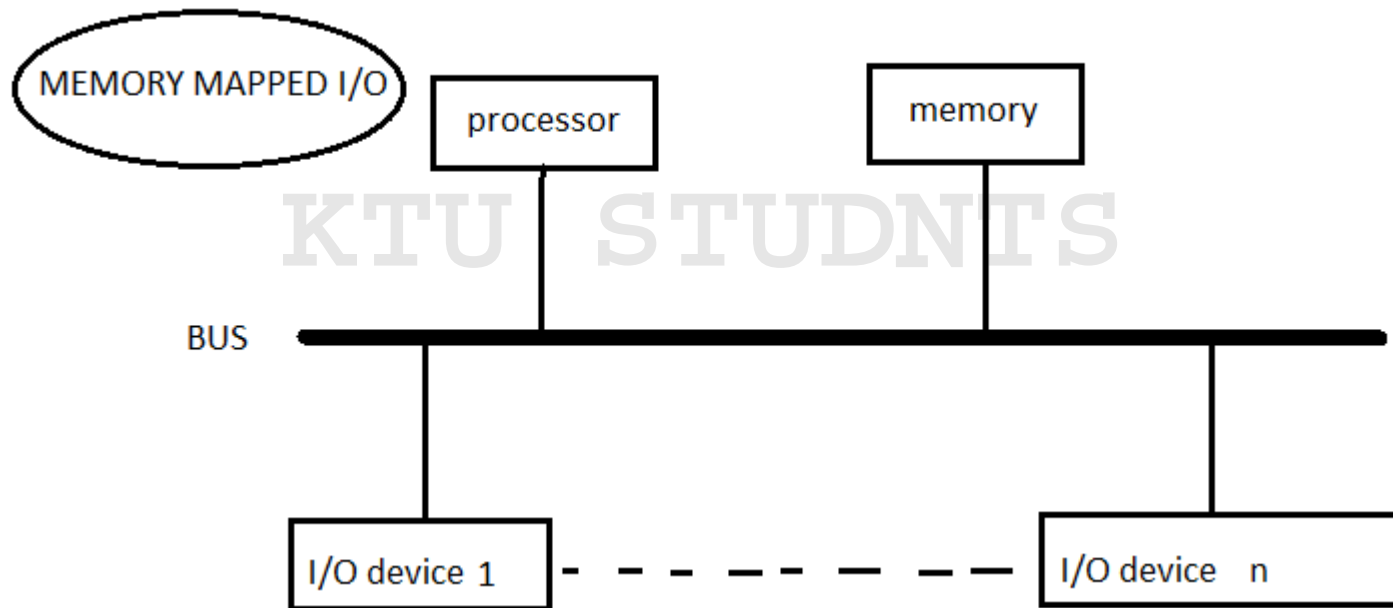 MEMORY MAPPED I/O
processor
memory
KTU STUDNTS
BUS
I/O device 1
I/O device n